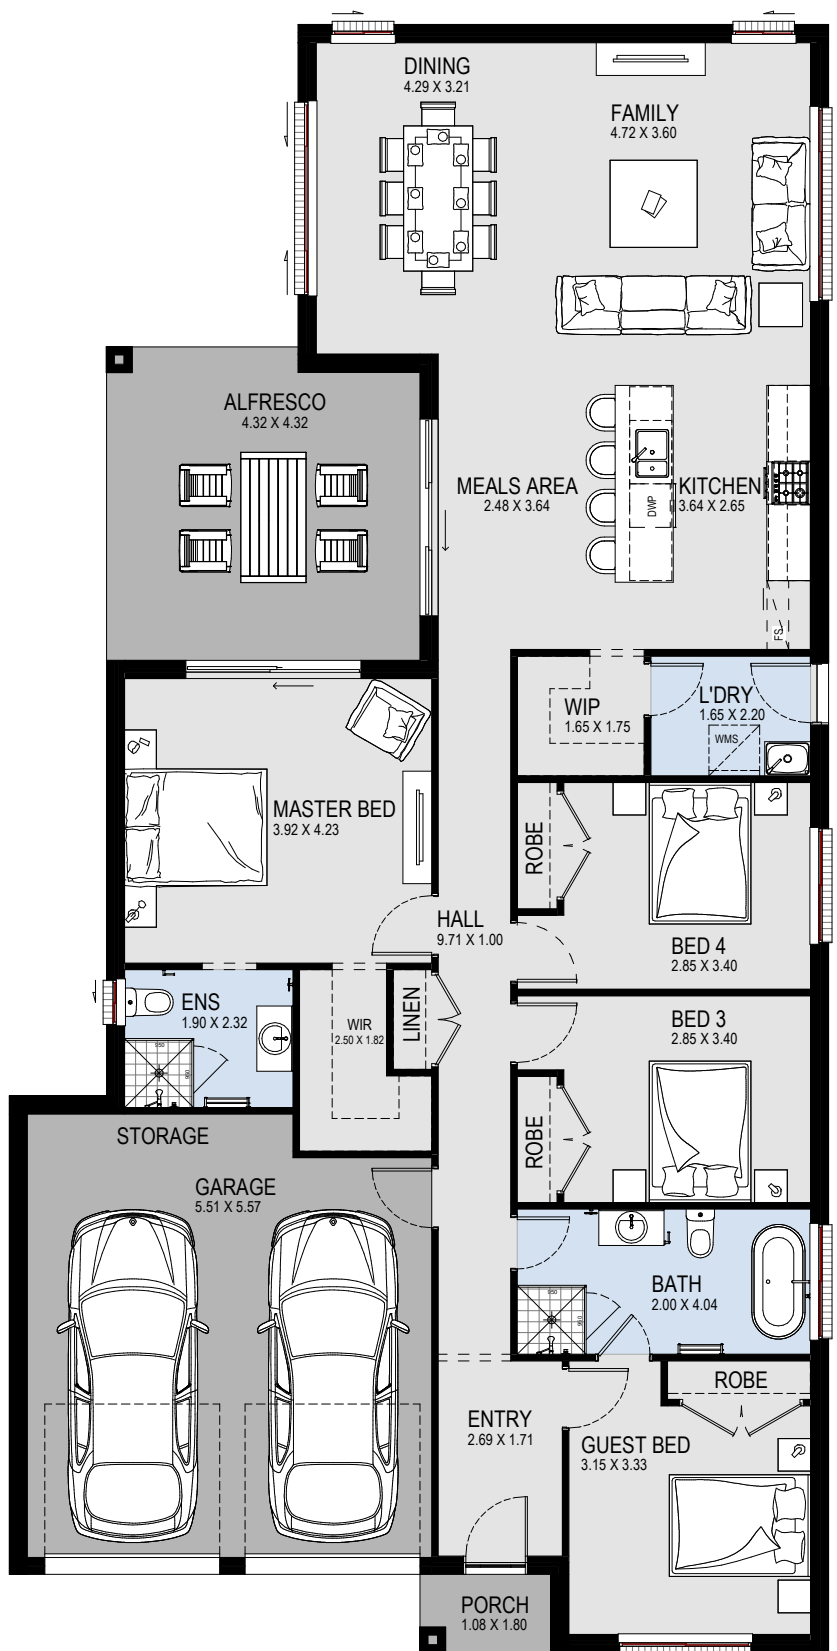 DINING
4.29 X 3.21
FAMILY
4.72 X 3.60
ALFRESCO
4.32 X 4.32
MEALS AREA
2.48 X 3.64
DWP
KITCHEN
3.64 X 2.65
FS
WIP
1.65 X 1.75
L'DRY
1.65 X 2.20
WMS
MASTER BED
3.92 X 4.23
ROBE
HALL
9.71 X 1.00
BED 4
2.85 X 3.40
ENS
1.90 X 2.32
950
950
WIR
2.50 X 1.82
LINEN
BED 3
2.85 X 3.40
ROBE
STORAGE
GARAGE
5.51 X 5.57
BATH
2.00 X 4.04
950
950
ROBE
ENTRY
2.69 X 1.71
GUEST BED
3.15 X 3.33
PORCH
1.08 X 1.80